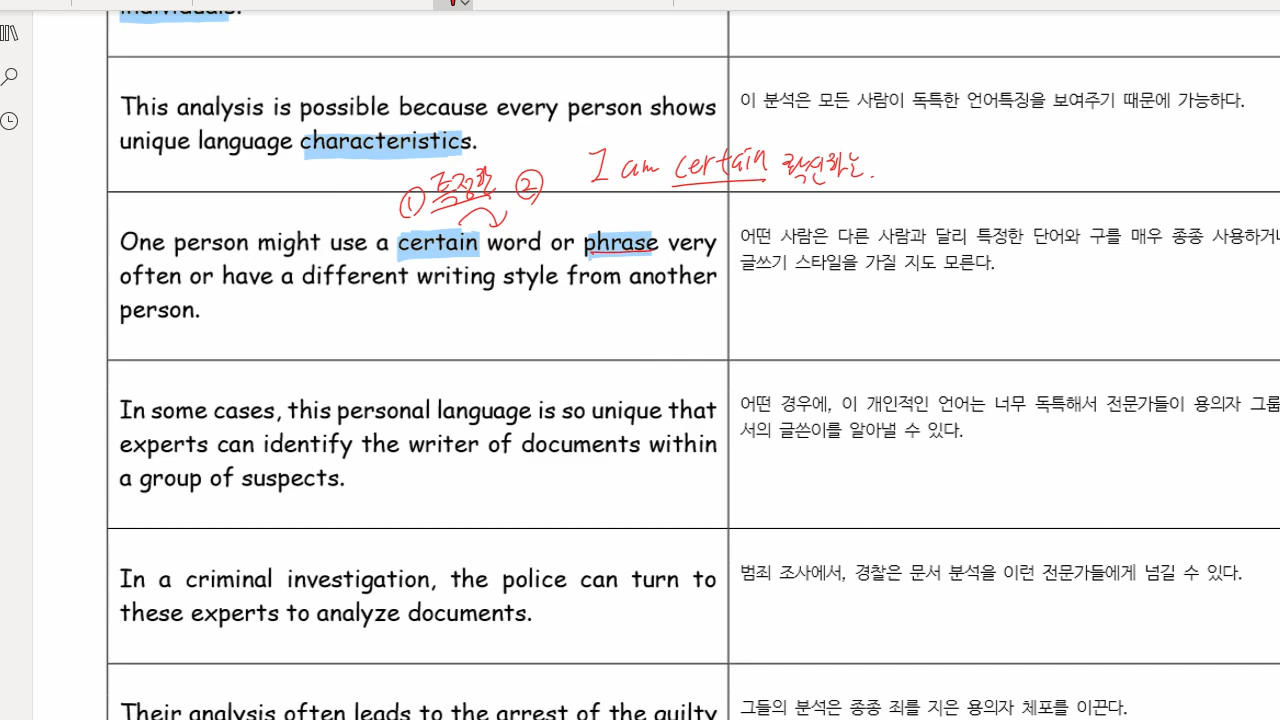 individuals.
This analysis is possible because every person shows
unique language characteristics.
이 분석은 모든 사람이 독특한 언어특징을 보여주기 때문에 가능하다.
① 특정한 ②
I am certain 확신하는.
One person might use a certain word or phrase very
often or have a different writing style from another
person.
어떤 사람은 다른 사람과 달리 특정한 단어와 구를 매우 종종 사용하거나
글쓰기 스타일을 가질 지도 모른다.
In some cases, this personal language is so unique that
experts can identify the writer of documents within
a group of suspects.
어떤 경우에, 이 개인적인 언어는 너무 독특해서 전문가들이 용의자 그룹
서의 글쓴이를 알아낼 수 있다.
In a criminal investigation, the police can turn to
these experts to analyze documents.
범죄 조사에서, 경찰은 문서 분석을 이런 전문가들에게 넘길 수 있다.
Their analysis often leads to the arrest of the guilty
그들의 분석은 종종 죄를 지은 용의자 체포를 이끈다.